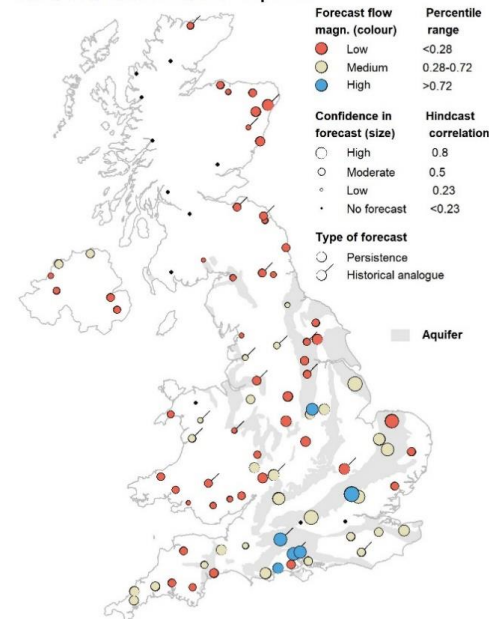 Forecast flow Percentile
magn. (colour) range
Low <0.28
Medium 0.28-0.72
High >0.72
Confidence in Hindcast
forecast (size) correlation
High 0.8
Moderate 0.5
Low 0.23
No forecast <0.23
Type of forecast
Persistence
Historical analogue
Aquifer